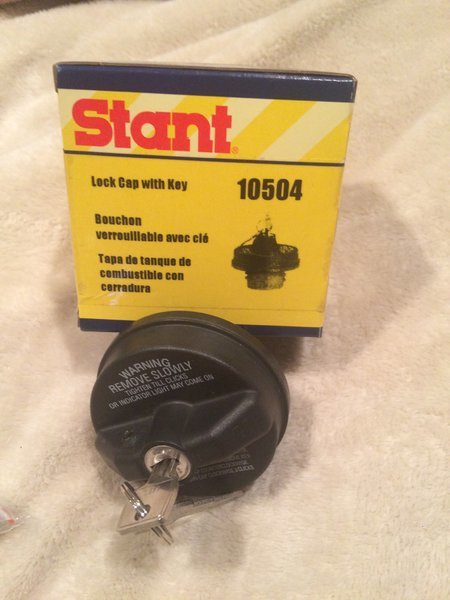 Stant®
Lock Cap with Key
10504
Bouchon
verrouillable avec clé
Tapa de tanque de
combustible con
cerradura
WARNING
REMOVE SLOWLY
TIGHTEN TILL CLICKS
OR INDICATOR LIGHT MAY COME ON